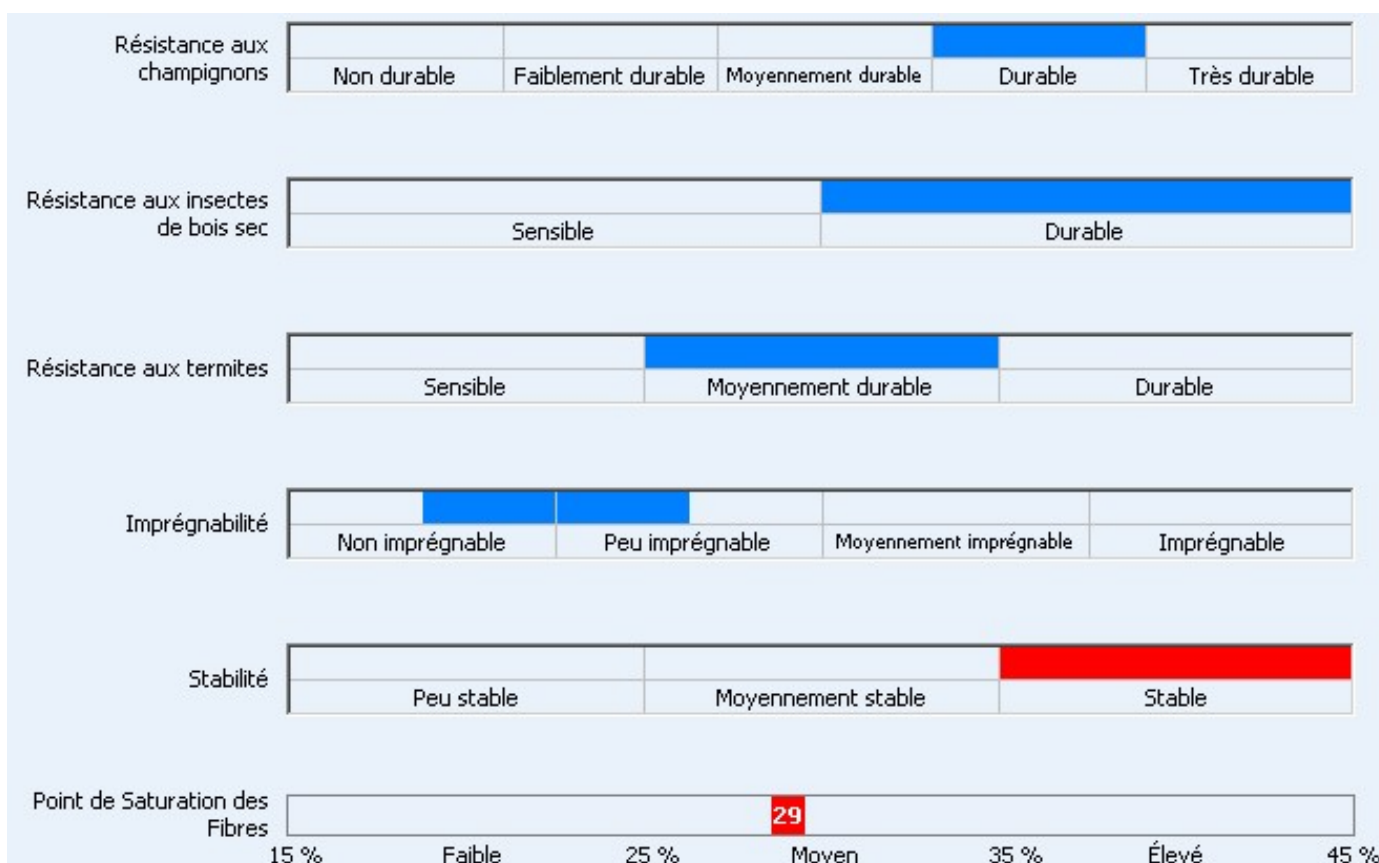 Résistance aux
champignons
Non durable Faiblement durable Moyennement durable Durable Très durable
Résistance aux insectes
de bois sec
Sensible Durable
Résistance aux termites
Sensible Moyennement durable Durable
Imprégnabilité
Non imprégnable Peu imprégnable Moyennement imprégnable Imprégnable
Stabilité
Peu stable Moyennement stable Stable
Point de Saturation des
Fibres
29
15 % Faible 25 % Moyen 35 % Élevé 45 %